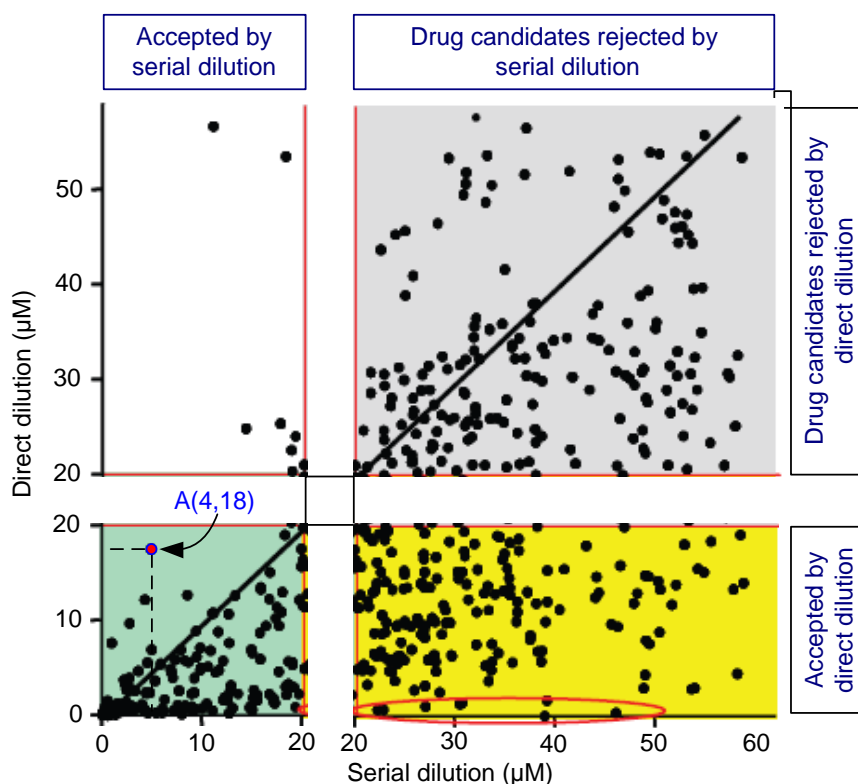 Accepted by
serial dilution
Drug candidates rejected by
serial dilution
Direct dilution (µM)
50
40
30
20
Drug candidates rejected by
direct dilution
A(4,18)
20
10
0
Accepted by
direct dilution
0
10
20
20
30
40
50
60
Serial dilution (µM)